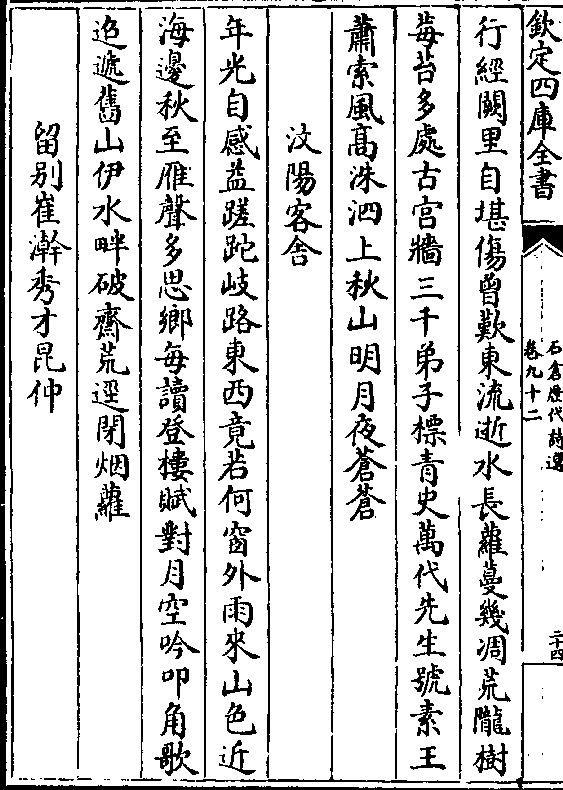 欽定四庫全書
石倉歷代詩選
卷九十二
二十四
行經闕里自堪傷曾歎東流逝水長蘿蔓幾凋荒隴樹
莓苔多處古宫牆三千弟子標青史萬代先生號素王
蕭索風髙洙泗上秋山明月夜蒼蒼
汶陽客舎
年光自感益蹉跎岐路東西竟若何窗外雨來山色近
海邊秋至雁聲多思鄉每讀登樓賦對月空吟叩角歌
迢遞舊山伊水畔破齋荒逕閉烟蘿
留别崔澣秀才昆仲